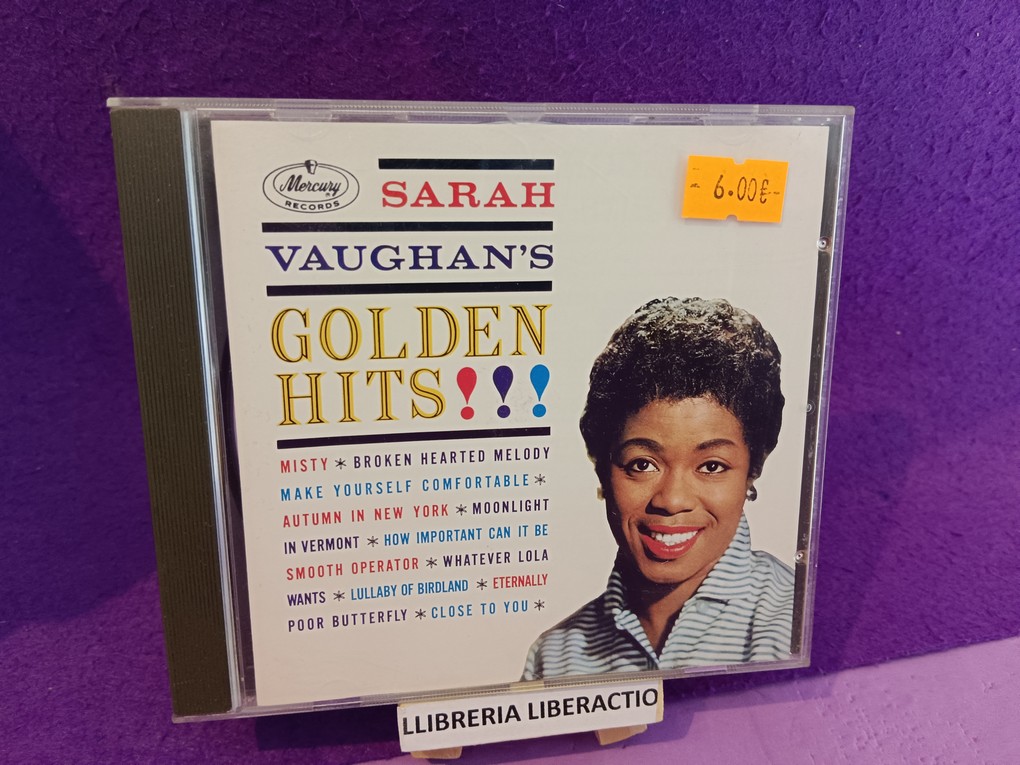 Mercury
RECORDS
SARAH
VAUGHAN'S
GOLDEN
HITS!!!
MISTY * BROKEN HEARTED MELODY
MAKE YOURSELF COMFORTABLE *
AUTUMN IN NEW YORK * MOONLIGHT
IN VERMONT * HOW IMPORTANT CAN IT BE
SMOOTH OPERATOR * WHATEVER LOLA
WANTS * LULLABY OF BIRDLAND * ETERNALLY
POOR BUTTERFLY * CLOSE TO YOU *
- 6.00€-
LLIBRERIA LIBERACTIO